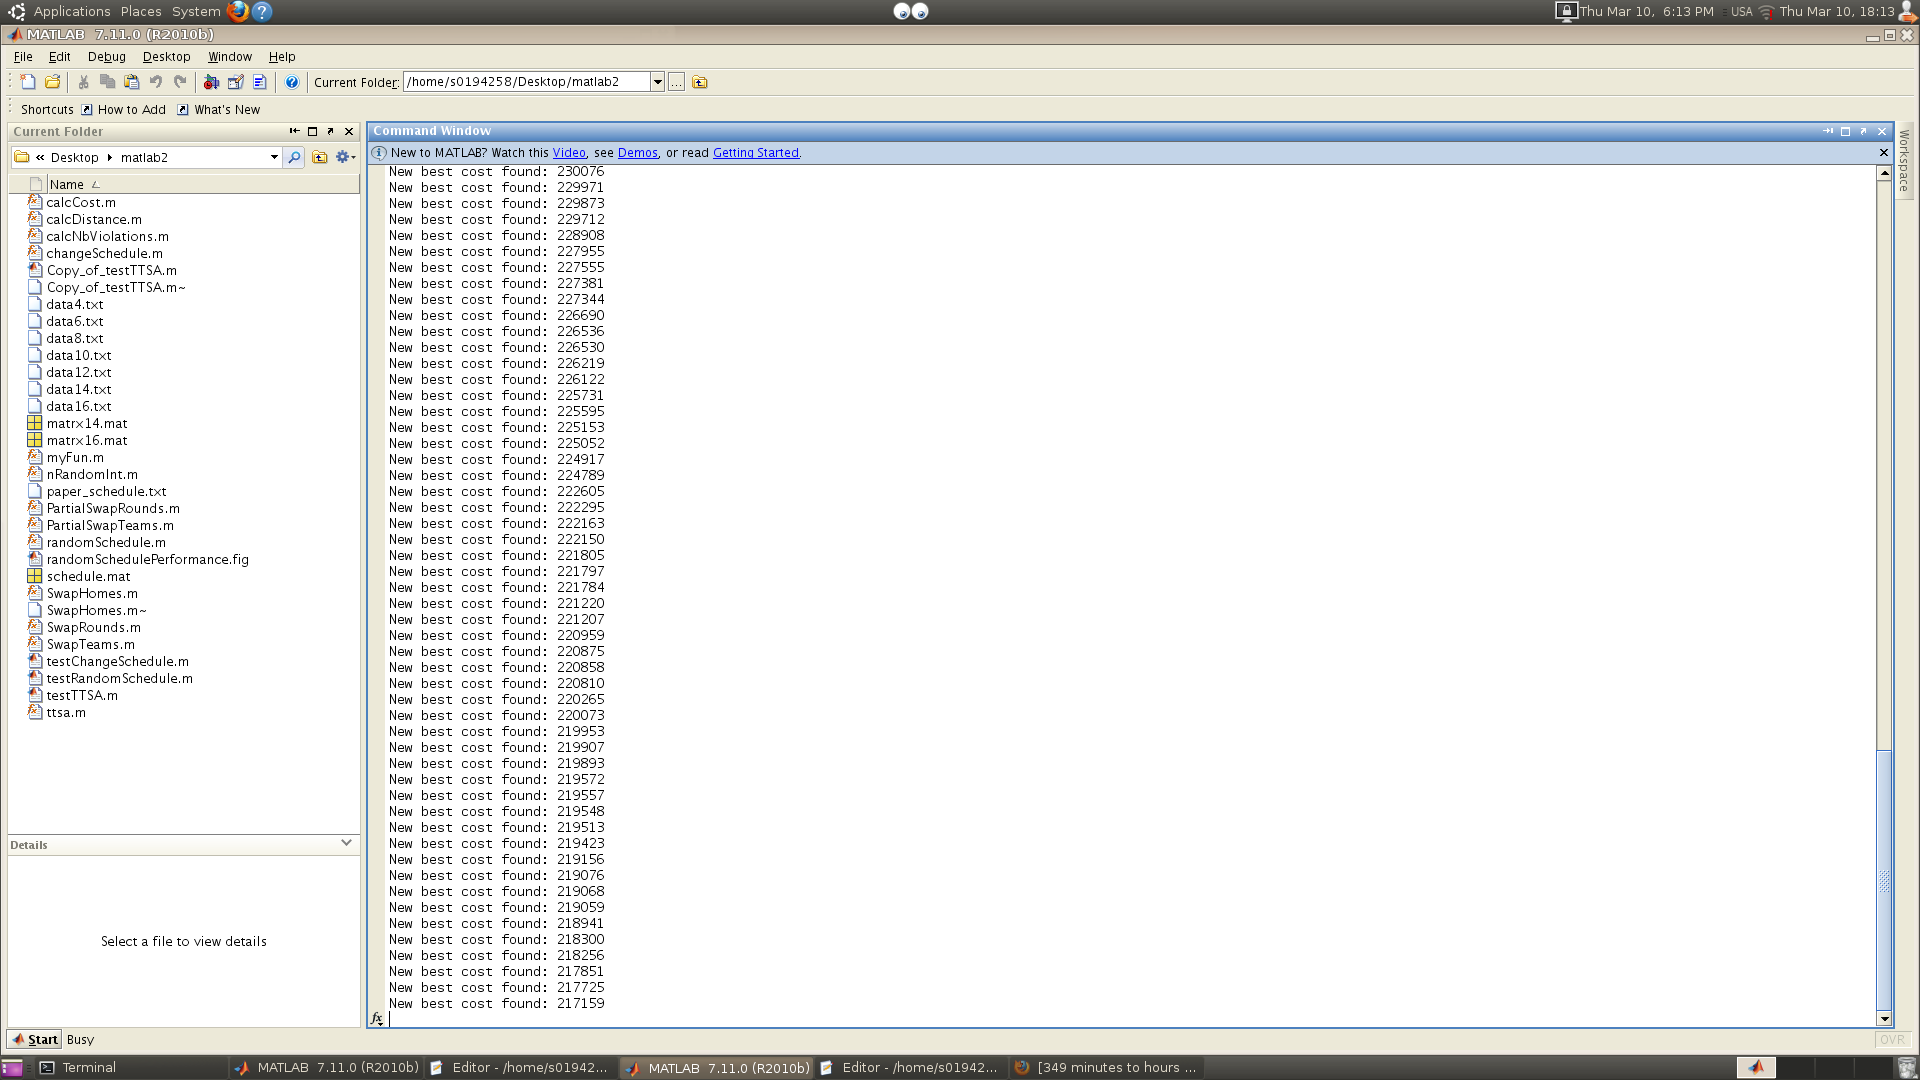 Applications Places System
Thu Mar 10, 6:13 PM USA Thu Mar 10, 18:13
MATLAB 7.11.0 (R2010b)
File Edit Debug Desktop Window Help
Current Folder: /home/s0194258/Desktop/matlab2
Shortcuts How to Add What's New
Current Folder
« Desktop matlab2
Name
calcCost.m
calcDistance.m
calcNbViolations.m
changeSchedule.m
Copy_of_testTTSA.m
Copy_of_testTTSA.m~
data4.txt
data6.txt
data8.txt
data10.txt
data12.txt
data14.txt
data16.txt
matrx14.mat
matrx16.mat
myFun.m
nRandomInt.m
paper_schedule.txt
PartialSwapRounds.m
PartialSwapTeams.m
randomSchedule.m
randomSchedulePerformance.fig
schedule.mat
SwapHomes.m
SwapHomes.m~
SwapRounds.m
SwapTeams.m
testChangeSchedule.m
testRandomSchedule.m
testTTSA.m
ttsa.m
Details
Select a file to view details
Command Window
New to MATLAB? Watch this Video, see Demos, or read Getting Started.
New best cost found: 230076
New best cost found: 229971
New best cost found: 229873
New best cost found: 229712
New best cost found: 228908
New best cost found: 227955
New best cost found: 227555
New best cost found: 227381
New best cost found: 227344
New best cost found: 226690
New best cost found: 226536
New best cost found: 226530
New best cost found: 226219
New best cost found: 226122
New best cost found: 225731
New best cost found: 225595
New best cost found: 225153
New best cost found: 225052
New best cost found: 224917
New best cost found: 224789
New best cost found: 222605
New best cost found: 222295
New best cost found: 222163
New best cost found: 222150
New best cost found: 221805
New best cost found: 221797
New best cost found: 221784
New best cost found: 221220
New best cost found: 221207
New best cost found: 220959
New best cost found: 220875
New best cost found: 220858
New best cost found: 220810
New best cost found: 220265
New best cost found: 220073
New best cost found: 219953
New best cost found: 219907
New best cost found: 219893
New best cost found: 219572
New best cost found: 219557
New best cost found: 219548
New best cost found: 219513
New best cost found: 219423
New best cost found: 219156
New best cost found: 219076
New best cost found: 219068
New best cost found: 219059
New best cost found: 218941
New best cost found: 218300
New best cost found: 218256
New best cost found: 217851
New best cost found: 217725
New best cost found: 217159
fx
Workspace
Start Busy
OVR
Terminal MATLAB 7.11.0 (R2010b) Editor - /home/s01942... MATLAB 7.11.0 (R2010b) Editor - /home/s01942... [349 minutes to hours ...